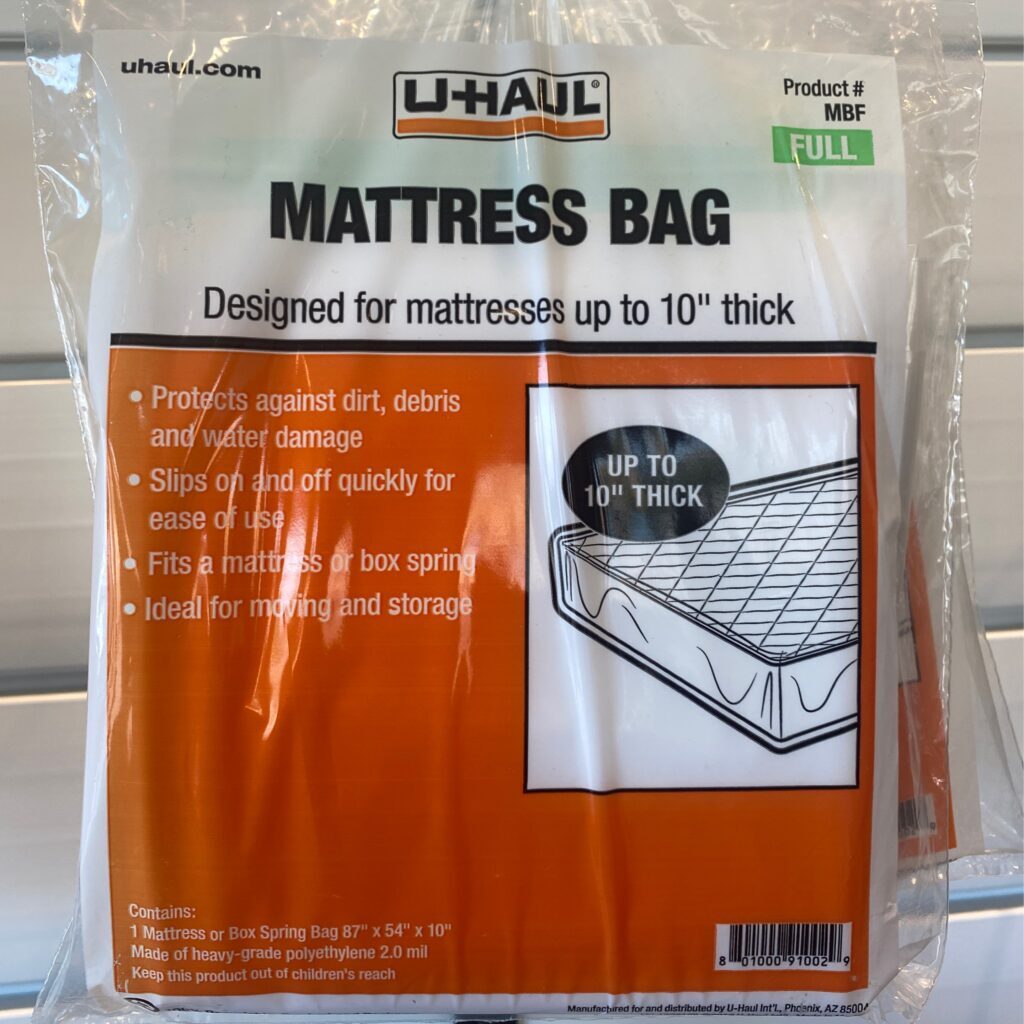 uhaul.com
U-HAUL®
Product #
MBF
FULL
MATTRESS BAG
Designed for mattresses up to 10" thick
• Protects against dirt, debris
and water damage
• Slips on and off quickly for
ease of use
• Fits a mattress or box spring
• Ideal for moving and storage
UP TO
10" THICK
Contains:
1 Mattress or Box Spring Bag 87" x 54" x 10"
Made of heavy-grade polyethylene 2.0 mil
Keep this product out of children's reach
8 01000 91002 9
Manufactured for and distributed by U-Haul Int'l., Phoenix, AZ 85004